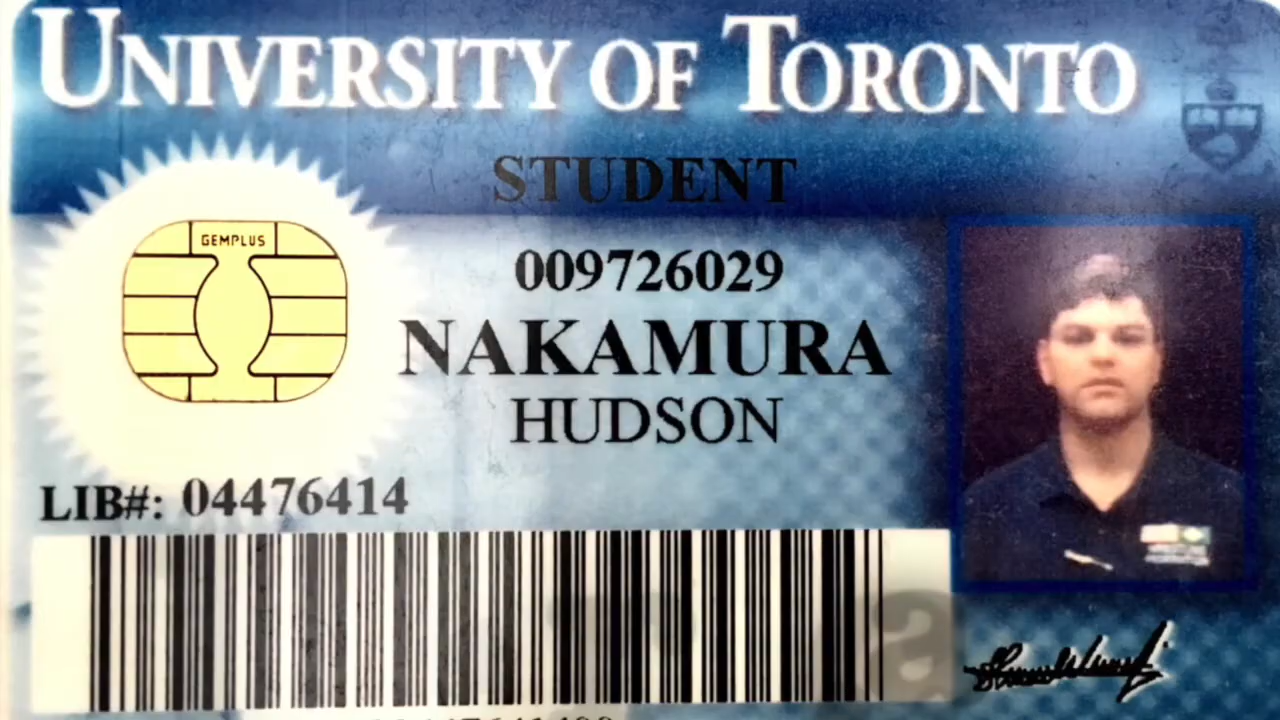 UNIVERSITY OF TORONTO
STUDENT
GEMPLUS
009726029
NAKAMURA
HUDSON
LIB#: 04476414
a